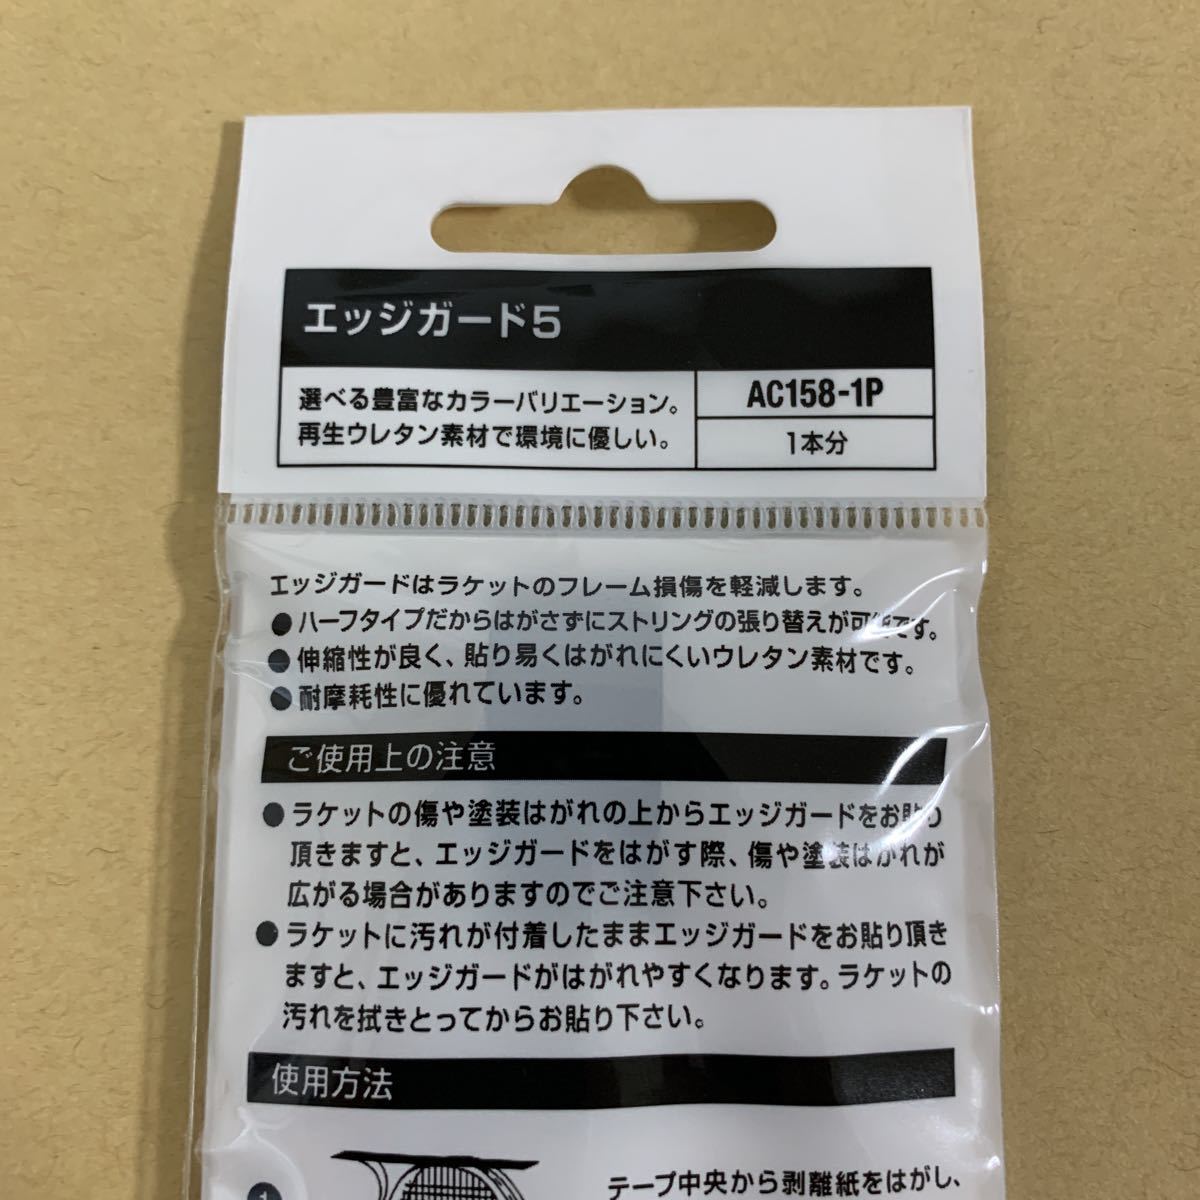 エッジガード5
選べる豊富なカラーバリエーション。
再生ウレタン素材で環境に優しい。
AC158-1P
1本分
エッジガードはラケットのフレーム損傷を軽減します。
●ハーフタイプだからはがさずにストリングの張り替えが可能です。
●伸縮性が良く、貼り易くはがれにくいウレタン素材です。
●耐摩耗性に優れています。
ご使用上の注意
●ラケットの傷や塗装はがれの上からエッジガードをお貼り
頂きますと、エッジガードをはがす際、傷や塗装はがれが
広がる場合がありますのでご注意下さい。
●ラケットに汚れが付着したままエッジガードをお貼り頂き
ますと、エッジガードがはがれやすくなります。ラケットの
汚れを拭きとってからお貼り下さい。
使用方法
1
テープ中央から剥離紙をはがし、